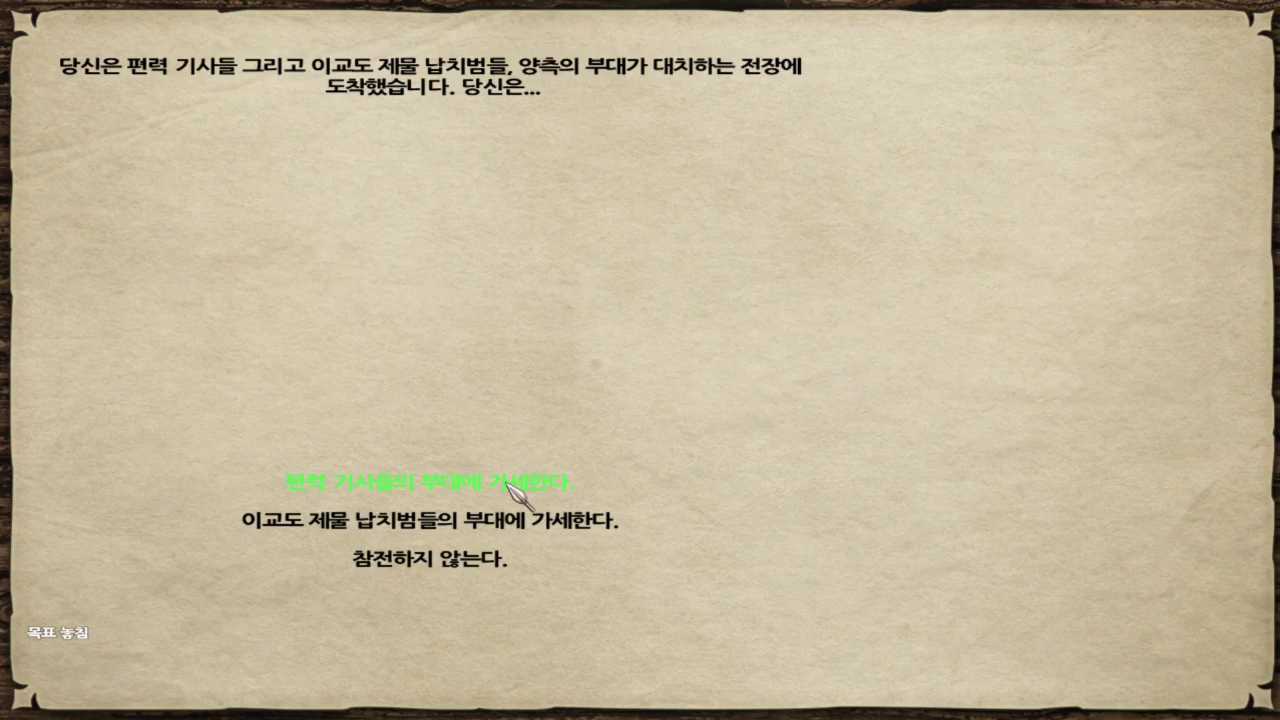 당신은 편력 기사들 그리고 이교도 제물 납치범들, 양측의 부대가 대치하는 전장에
도착했습니다. 당신은...
편력 기사들의 부대에 가세한다.
이교도 제물 납치범들의 부대에 가세한다.
참전하지 않는다.
목표 놓침